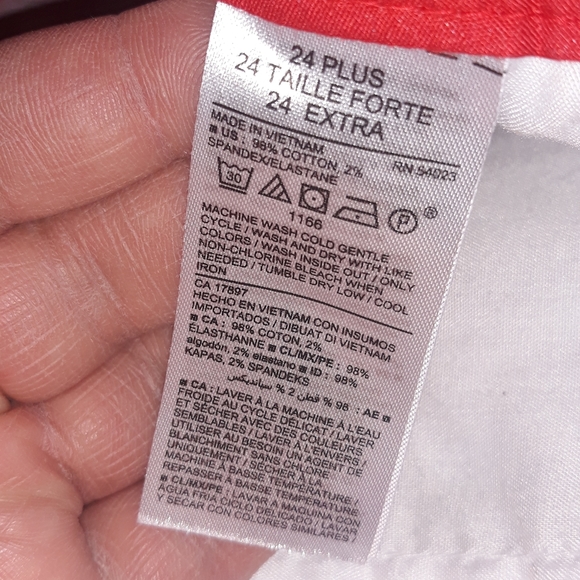 24 PLUS
24 TAILLE FORTE
24 EXTRA
MADE IN VIETNAM
■ US : 98% COTTON, 2%
SPANDEX/ELASTANE
RN 54023
30
P
®
1166
MACHINE WASH COLD GENTLE
CYCLE / WASH AND DRY WITH LIKE
COLORS / WASH INSIDE OUT / ONLY
NON-CHLORINE BLEACH WHEN
NEEDED / TUMBLE DRY LOW / COOL
IRON
CA 17897
HECHO EN VIETNAM CON INSUMOS
IMPORTADOS / DIBUAT DI VIETNAM
■ CA : 98% COTON, 2%
ÉLASTHANNE ■ CL/MX/PE : 98%
algodón, 2% elastano ■ ID : 98%
KAPAS, 2% SPANDEKS
■ AE : 98 % قطن 2 % سبانديكس
■ CA : LAVER À LA MACHINE À L'EAU
FROIDE AU CYCLE DÉLICAT / LAVER
ET SÉCHER AVEC DES COULEURS
SEMBLABLES / LAVER À L'ENVERS /
UTILISER AU BESOIN UN AGENT DE
BLANCHIMENT SANS CHLORE
UNIQUEMENT / SÉCHER À LA
MACHINE À BASSE TEMPÉRATURE /
REPASSER À BASSE TEMPÉRATURE
■ CL/MX/PE : LAVAR À MAQUINA CON
AGUA FRIA CICLO DELICADO / LAVAR
Y SECAR CON COLORES SIMILARES /